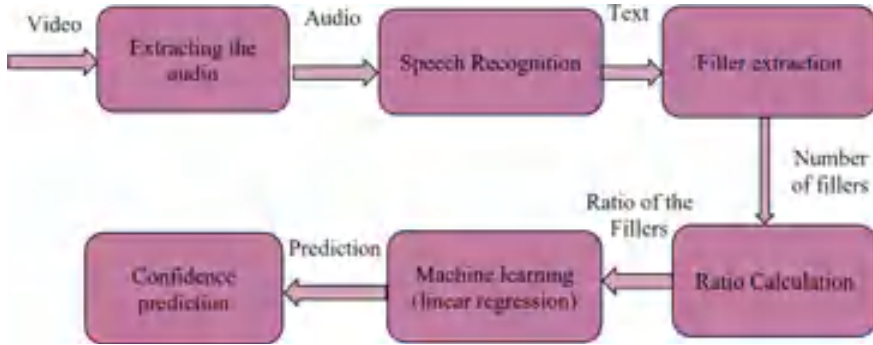 Video
Extracting the
audio
Audio
Speech Recognition
Text
Filler extraction
Number
of fillers
Ratio Calculation
Ratio of the
Fillers
Machine learning
(linear regression)
Prediction
Confidence
prediction